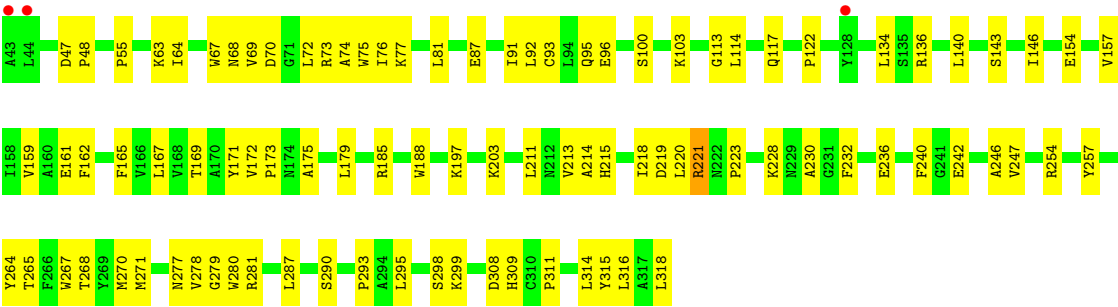 A43 L44 D47 P48 P55 K63 I64 W67 N68 V69 D70 G71 L72 R73 A74 W75 I76 K77 L81 E87 I91 L92 C93 L94 Q95 E96 S100 K103 G113 L114 Q117 P122 Y128 L134 S135 R136 L140 S143 I146 E154 V157
I158 V159 A160 E161 F162 F165 V166 L167 V168 T169 A170 Y171 V172 P173 N174 A175 L179 R185 W188 K197 K203 L211 N212 V213 A214 H215 I218 D219 L220 R221 N222 P223 K228 N229 A230 G231 F232 E236 F240 G241 E242 A246 V247 R254 Y257
Y264 T265 F266 W267 T268 Y269 M270 M271 N277 V278 G279 W280 R281 L287 S290 P293 A294 L295 S298 K299 D308 H309 C310 P311 L314 Y315 L316 A317 L318